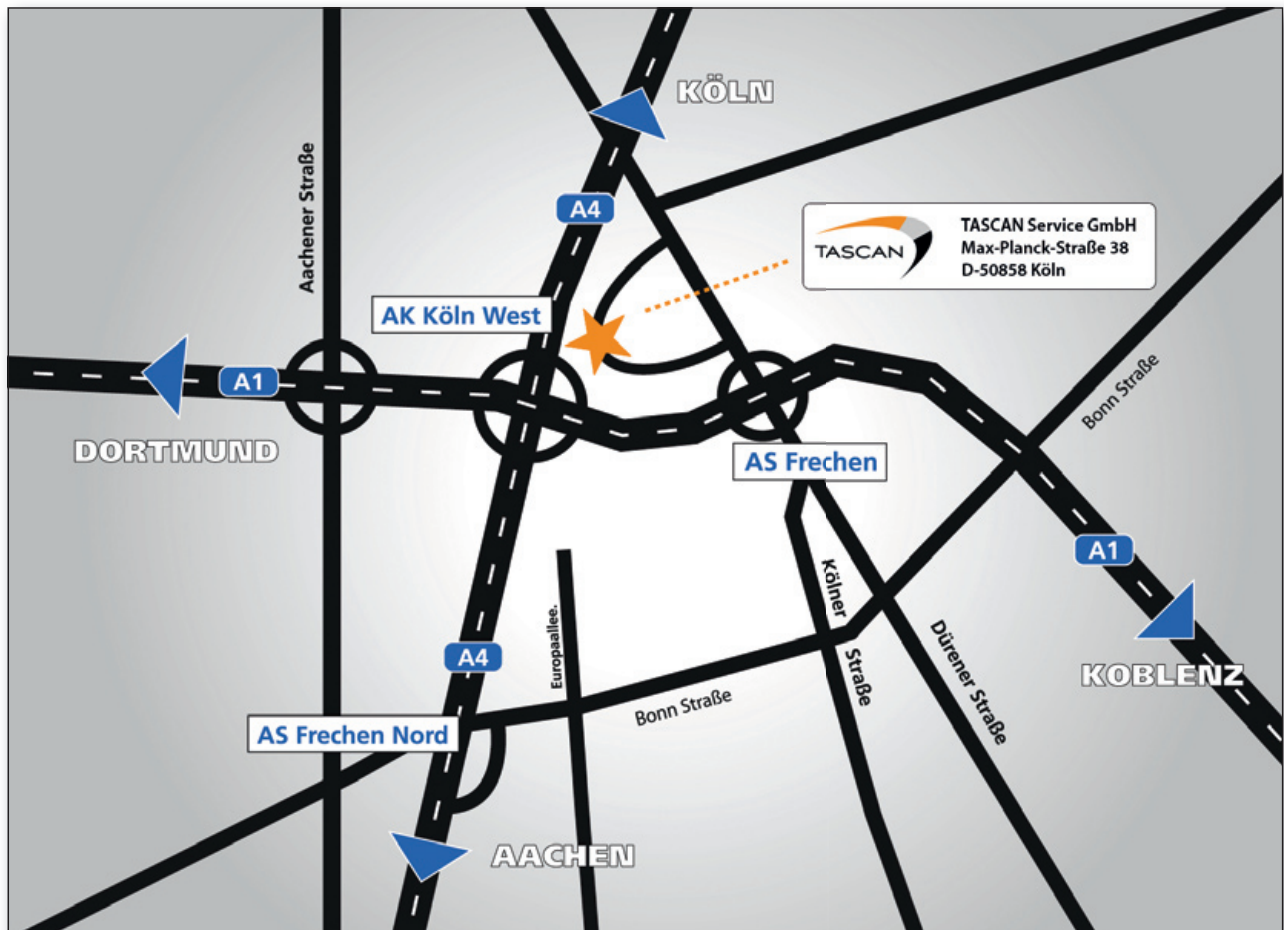 KÖLN
Aachener Straße
A4
TASCAN
TASCAN Service GmbH
Max-Planck-Straße 38
D-50858 Köln
AK Köln West
A1
DORTMUND
Bonn Straße
AS Frechen
A1
Kölner
Straße
Europaallee.
Dürener Straße
A4
KOBLENZ
Bonn Straße
AS Frechen Nord
AACHEN